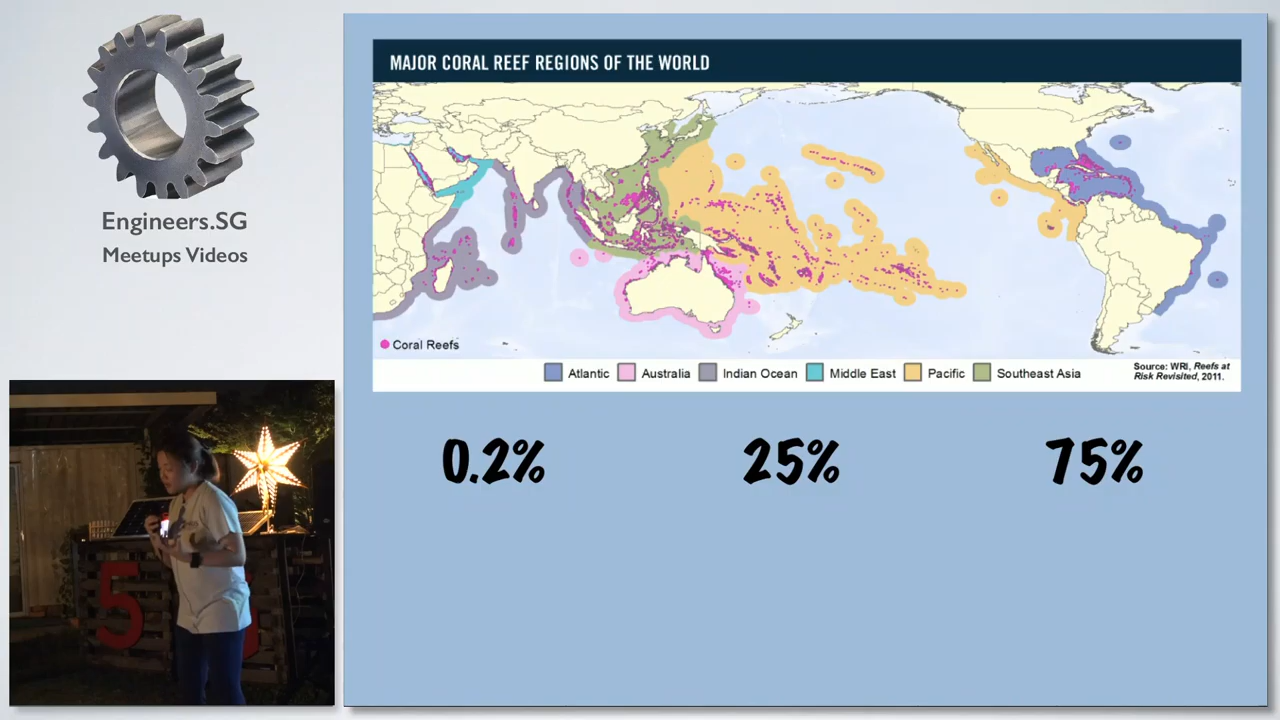 Engineers.SG
Meetups Videos
MAJOR CORAL REEF REGIONS OF THE WORLD
Coral Reefs
Atlantic
Australia
Indian Ocean
Middle East
Pacific
Southeast Asia
Source: WRI, Reefs at
Risk Revisited, 2011.
0.2%
25%
75%
5